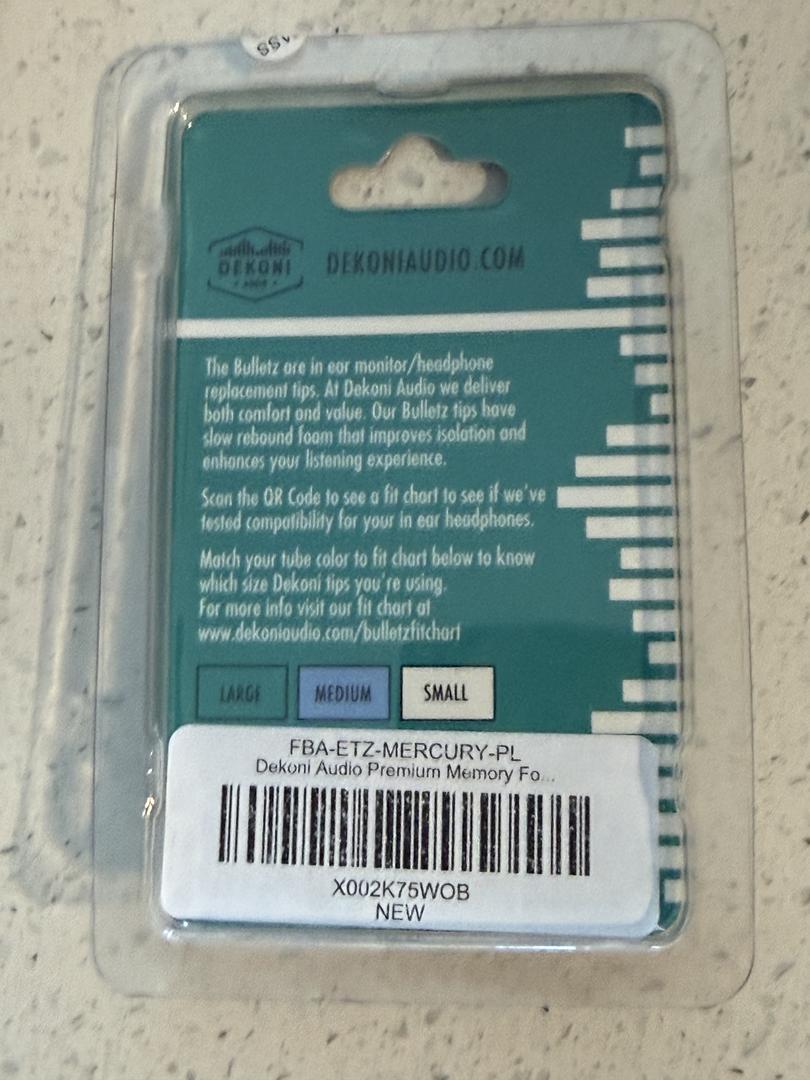 ASS
DEKONI
AUDIO
DEKONIAUDIO.COM
The Bulletz are in ear monitor/headphone
replacement tips. At Dekoni Audio we deliver
both comfort and value. Our Bulletz tips have
slow rebound foam that improves isolation and
enhances your listening experience.
Scan the QR Code to see a fit chart to see if we've
tested compatibility for your in ear headphones.
Match your tube color to fit chart below to know
which size Dekoni tips you're using.
For more info visit our fit chart at
www.dekoniaudio.com/bulletzfitchart
LARGE MEDIUM SMALL
FBA-ETZ-MERCURY-PL
Dekoni Audio Premium Memory Fo...
X002K75WOB
NEW